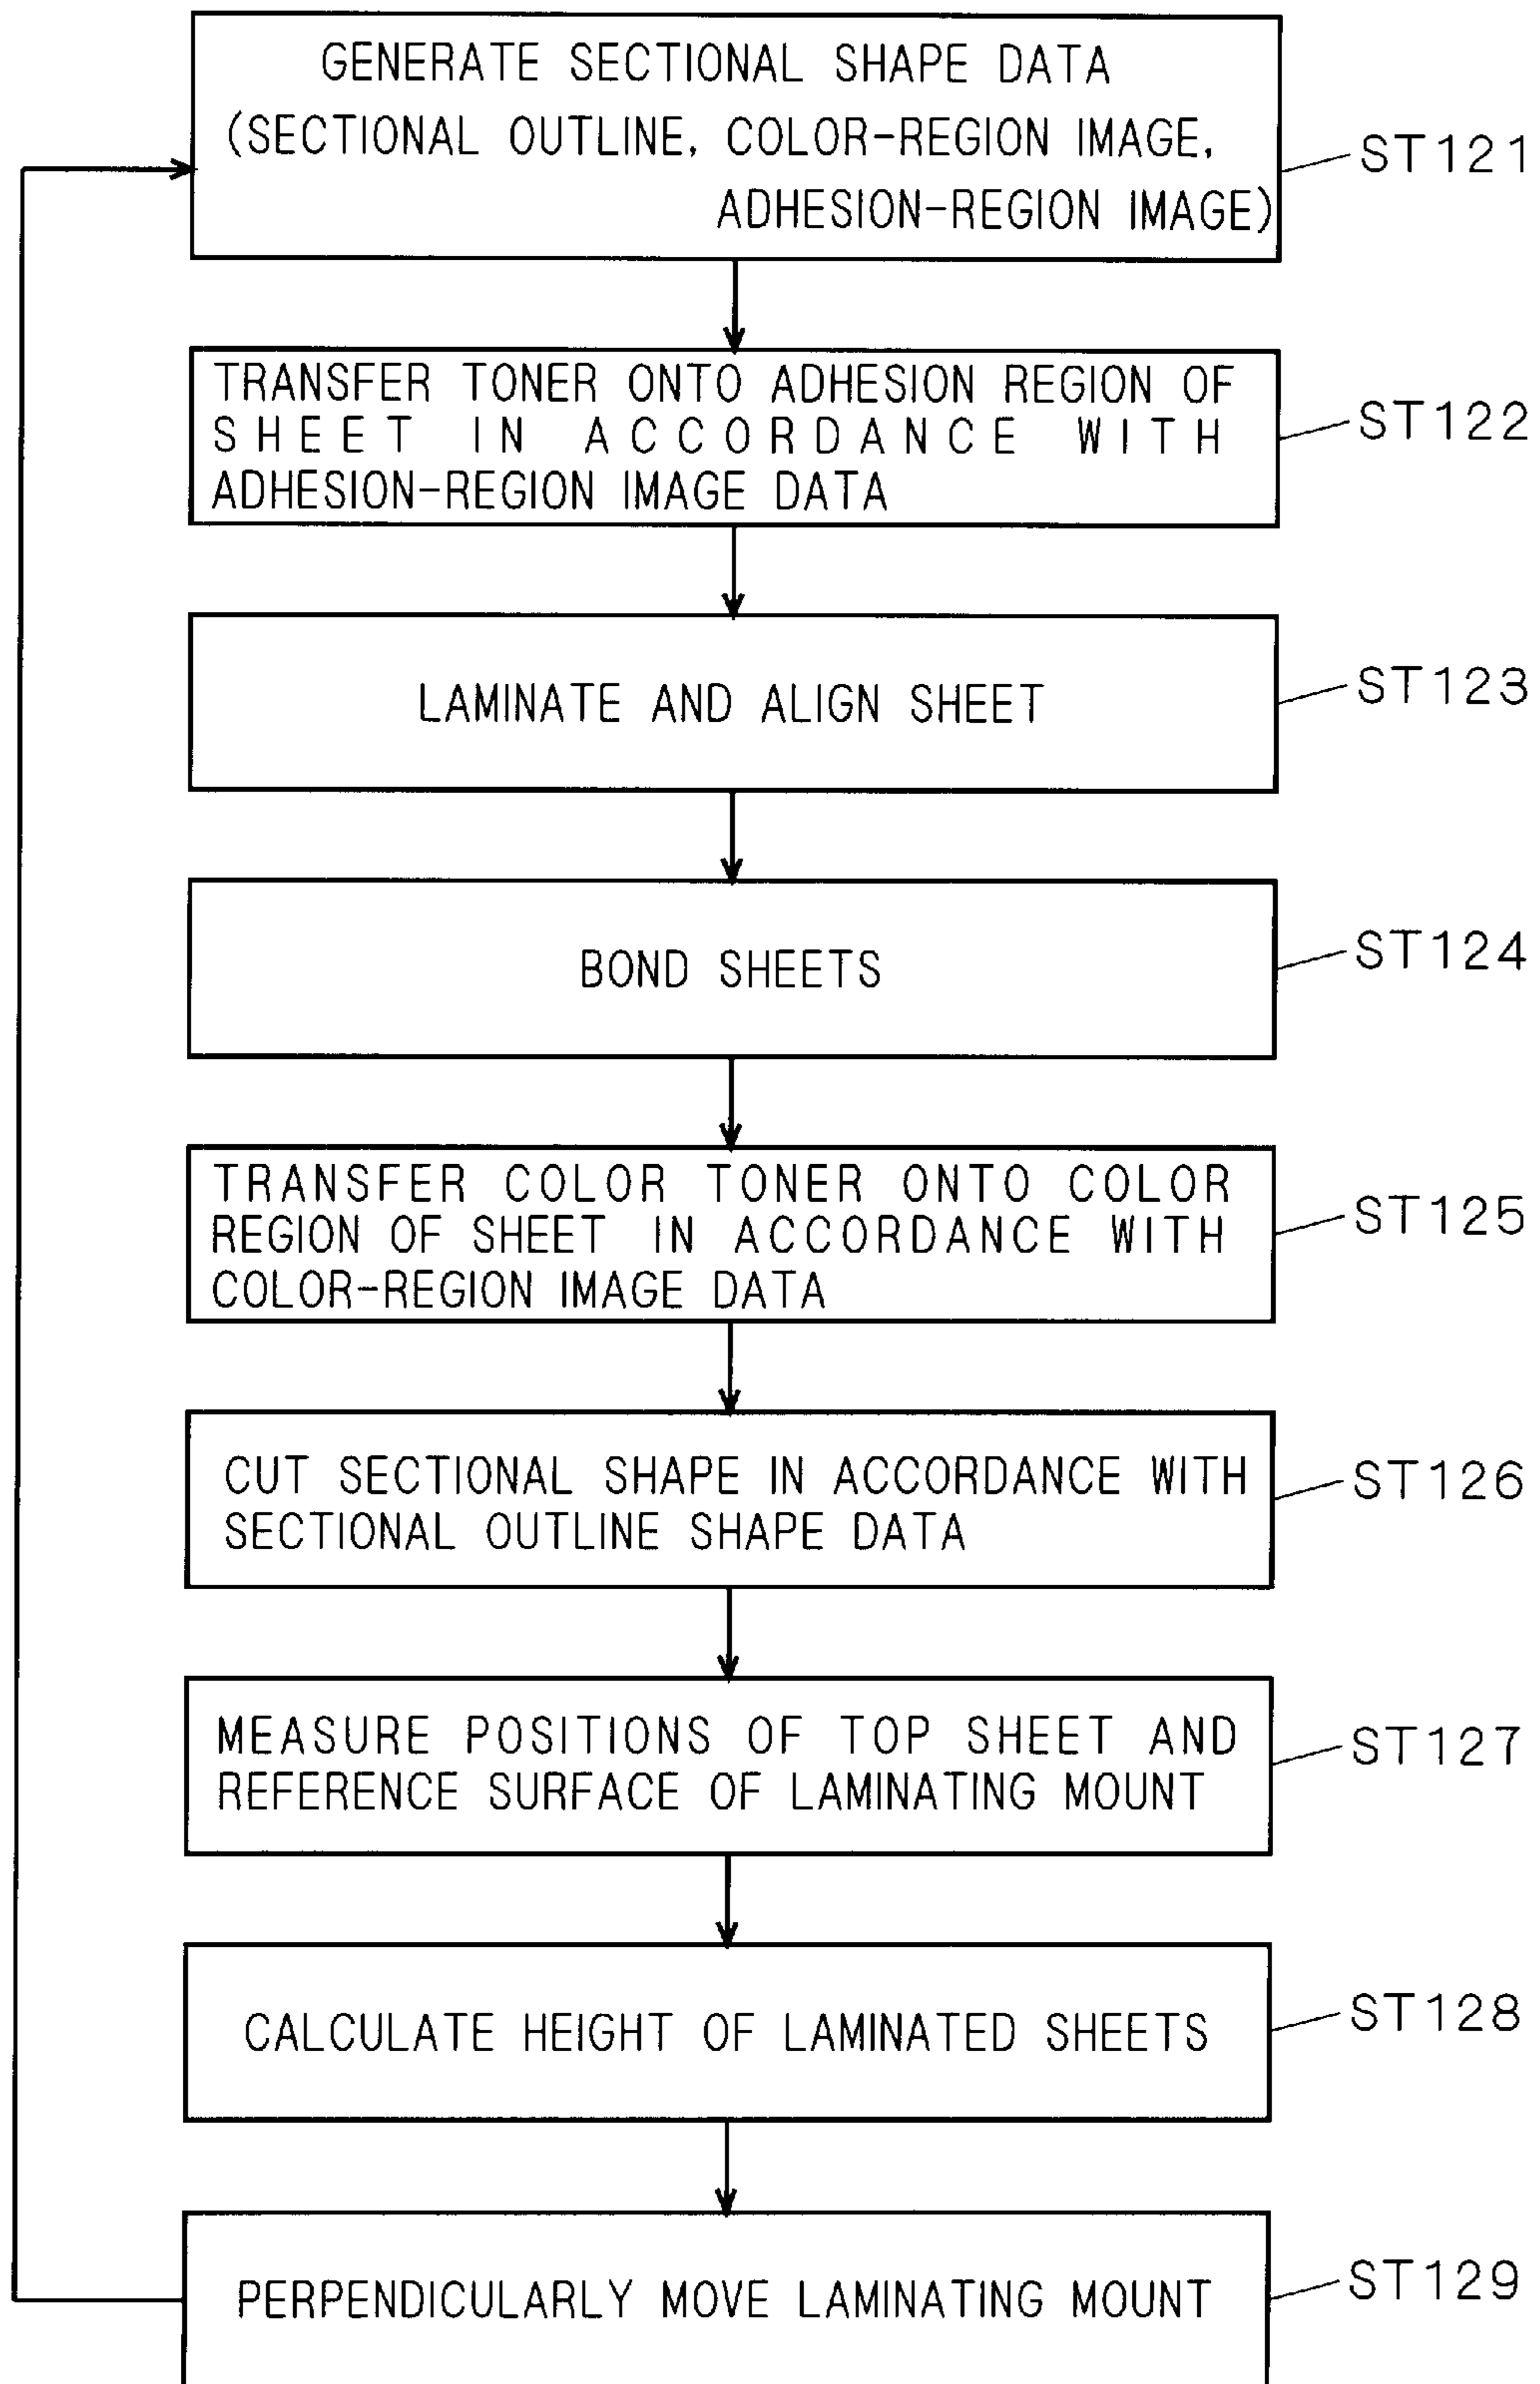 GENERATE SECTIONAL SHAPE DATA
(SECTIONAL OUTLINE, COLOR-REGION IMAGE,
ADHESION-REGION IMAGE)
ST121
TRANSFER TONER ONTO ADHESION REGION OF
SHEET IN ACCORDANCE WITH
ADHESION-REGION IMAGE DATA
ST122
LAMINATE AND ALIGN SHEET
ST123
BOND SHEETS
ST124
TRANSFER COLOR TONER ONTO COLOR
REGION OF SHEET IN ACCORDANCE WITH
COLOR-REGION IMAGE DATA
ST125
CUT SECTIONAL SHAPE IN ACCORDANCE WITH
SECTIONAL OUTLINE SHAPE DATA
ST126
MEASURE POSITIONS OF TOP SHEET AND
REFERENCE SURFACE OF LAMINATING MOUNT
ST127
CALCULATE HEIGHT OF LAMINATED SHEETS
ST128
PERPENDICULARLY MOVE LAMINATING MOUNT
ST129